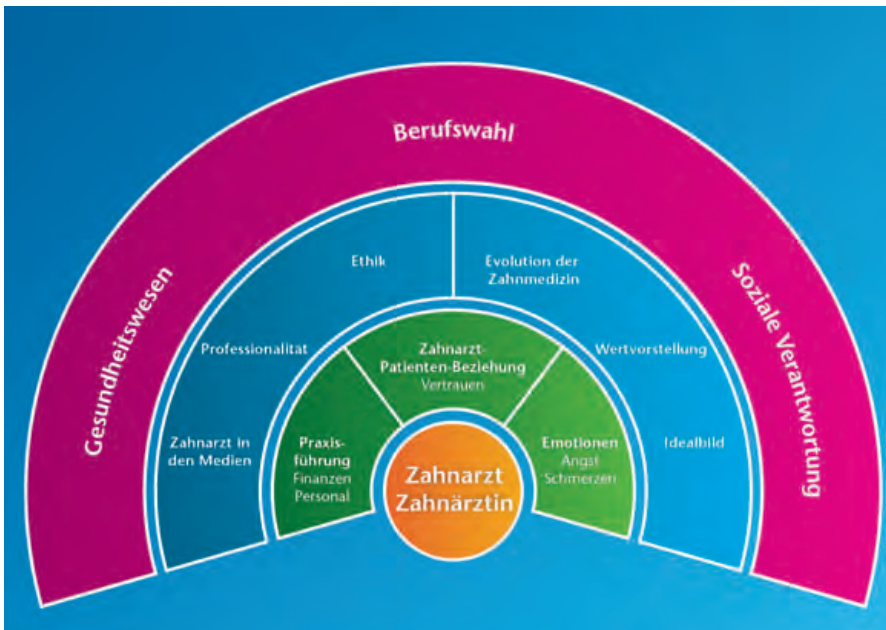 Berufswahl
Gesundheitswesen
Soziale Verantwortung
Ethik
Evolution der
Zahnmedizin
Professionalität
Wertvorstellung
Zahnarzt in
den Medien
Idealbild
Zahnarzt-
Patienten-Beziehung
Vertrauen
Praxis-
führung
Finanzen
Personal
Emotionen
Angst
Schmerzen
Zahnarzt
Zahnärztin